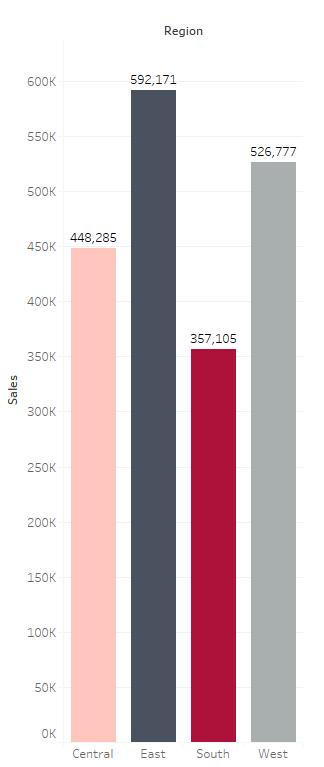 Region
600K
592,171
550K
526,777
500K
450K
448,285
400K
350K
357,105
Sales
300K
250K
200K
150K
100K
50K
0K
Central East South West